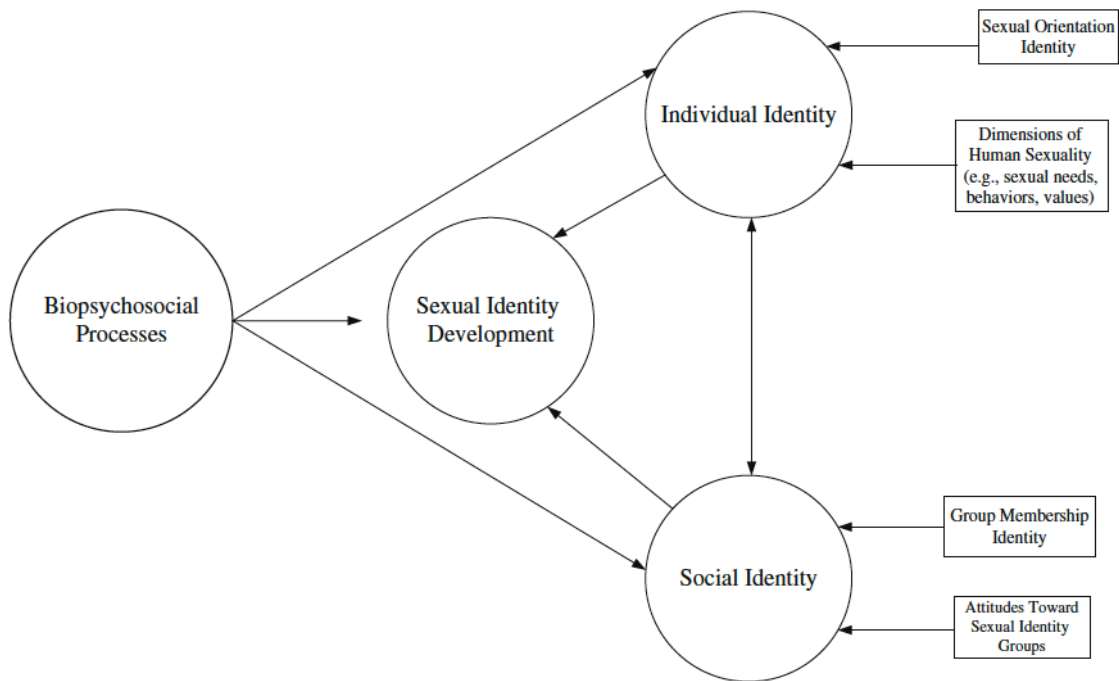 Sexual Orientation
Identity
Individual Identity
Dimensions of
Human Sexuality
(e.g., sexual needs,
behaviors, values)
Biopsychosocial
Processes
Sexual Identity
Development
Group Membership
Identity
Social Identity
Attitudes Toward
Sexual Identity
Groups